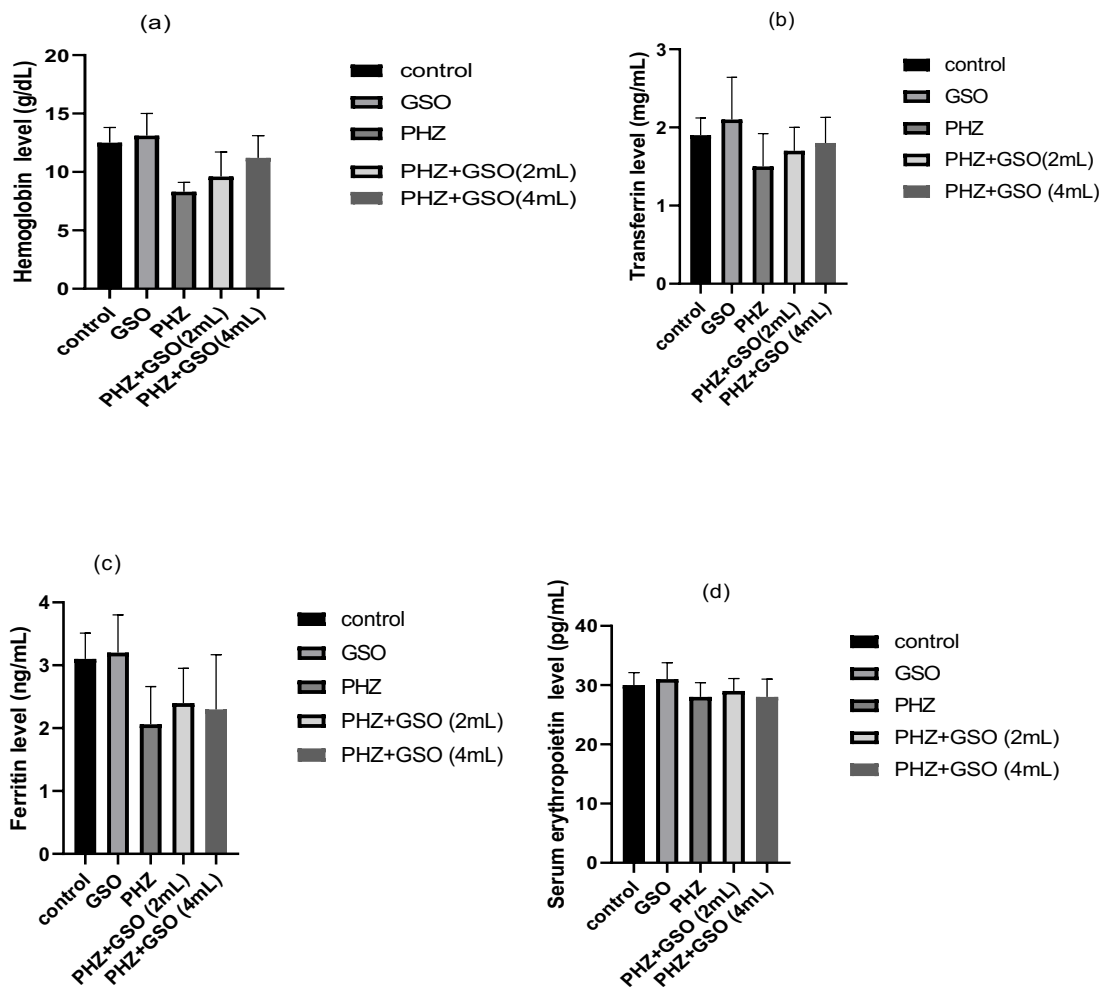 (a)
Hemoglobin level (g/dL)
20
15
10
5
0
control
GSO
PHZ
PHZ+GSO(2mL)
PHZ+GSO(4mL)
control
GSO
PHZ
PHZ+GSO(2mL)
PHZ+GSO(4mL)
(b)
Transferrin level (mg/mL)
3
2
1
0
control
GSO
PHZ
PHZ+GSO(2mL)
PHZ+GSO (4mL)
control
GSO
PHZ
PHZ+GSO(2mL)
PHZ+GSO (4mL)
(c)
Ferritin level (ng/mL)
4
3
2
1
0
control
GSO
PHZ
PHZ+GSO (2mL)
PHZ+GSO (4mL)
control
GSO
PHZ
PHZ+GSO (2mL)
PHZ+GSO (4mL)
(d)
Serum erythropoietin level (pg/mL)
40
30
20
10
0
control
GSO
PHZ
PHZ+GSO (2mL)
PHZ+GSO (4mL)
control
GSO
PHZ
PHZ+GSO (2mL)
PHZ+GSO (4mL)